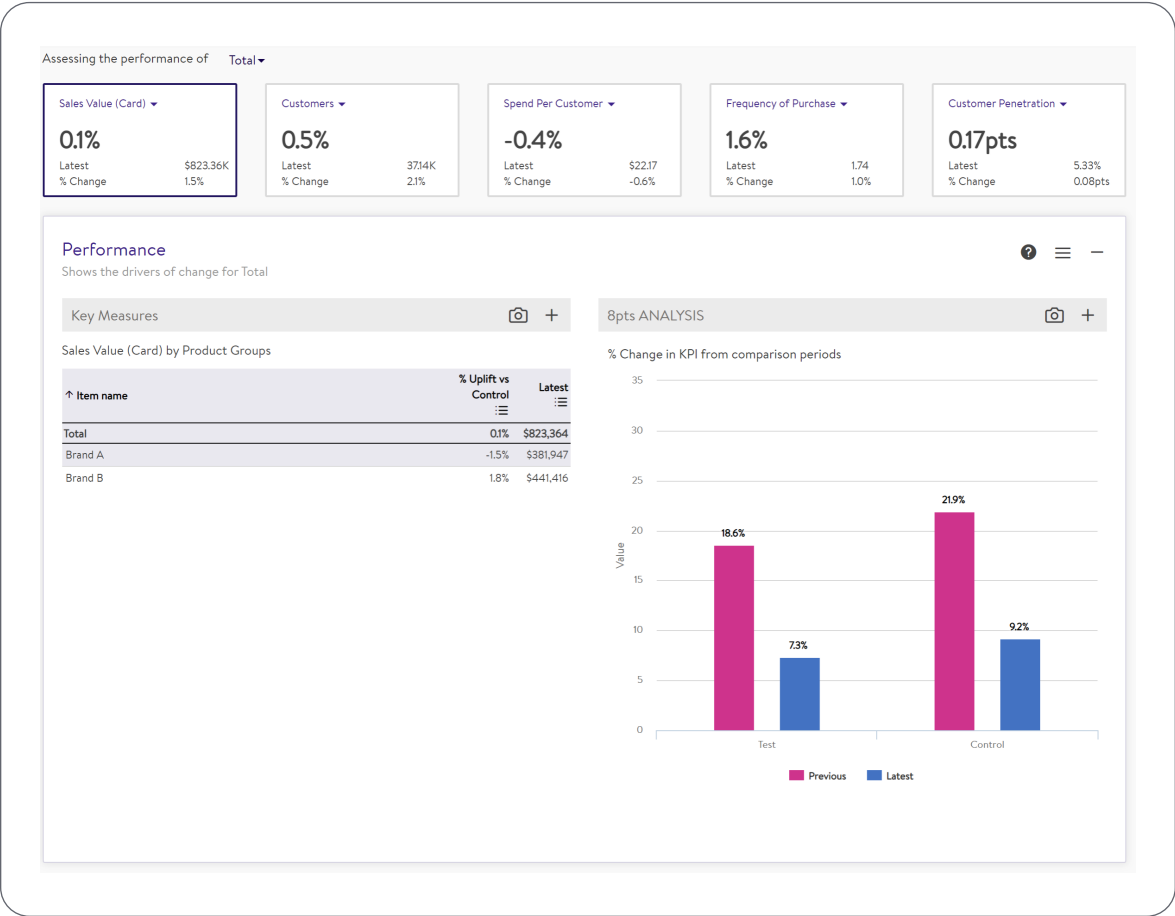 Assessing the performance of Total
Sales Value (Card)
0.1%
Latest $823.36K
% Change 1.5%
Customers
0.5%
Latest 37.14K
% Change 2.1%
Spend Per Customer
-0.4%
Latest $22.17
% Change -0.6%
Frequency of Purchase
1.6%
Latest 1.74
% Change 1.0%
Customer Penetration
0.17pts
Latest 5.33%
% Change 0.08pts
Performance
?
Shows the drivers of change for Total
Key Measures
Sales Value (Card) by Product Groups
↑ Item name % Uplift vs Control Latest
Total 0.1% $823,364
Brand A -1.5% $381,947
Brand B 1.8% $441,416
8pts ANALYSIS
% Change in KPI from comparison periods
35
30
25
20
15
10
5
0
Value
18.6%
7.3%
21.9%
9.2%
Test Control
Previous Latest